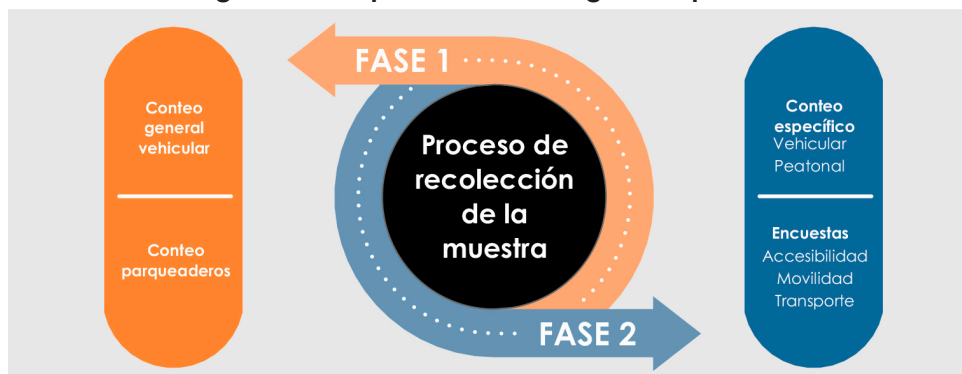 FASE 1
Conteo
general
vehicular
Conteo
parqueaderos
Proceso de
recolección
de la
muestra
Conteo
específico
Vehicular
Peatonal
Encuestas
Accesibilidad
Movilidad
Transporte
FASE 2